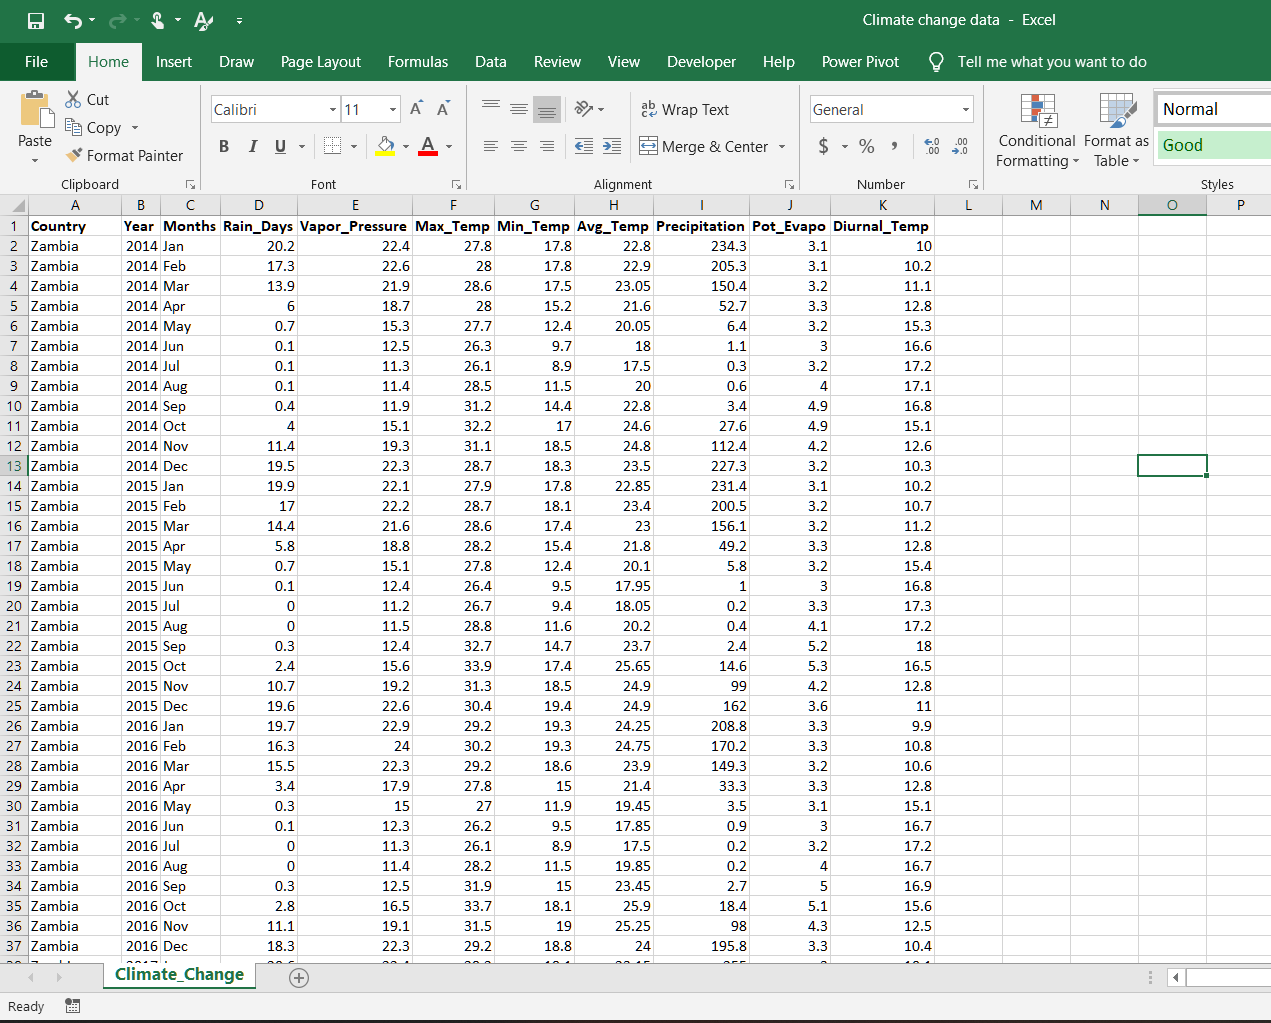 Climate change data - Excel
File Home Insert Draw Page Layout Formulas Data Review View Developer Help Power Pivot Tell me what you want to do
Cut
Copy
Format Painter
Paste
Clipboard
Calibri 11
B I U
Font
Wrap Text
Merge & Center
Alignment
General
$ % ,
Number
Conditional Formatting
Format as Table
Normal
Good
Styles
A B C D E F G H I J K L M N O P
1 Country Year Months Rain_Days Vapor_Pressure Max_Temp Min_Temp Avg_Temp Precipitation Pot_Evapo Diurnal_Temp
2 Zambia 2014 Jan 20.2 22.4 27.8 17.8 22.8 234.3 3.1 10
3 Zambia 2014 Feb 17.3 22.6 28 17.8 22.9 205.3 3.1 10.2
4 Zambia 2014 Mar 13.9 21.9 28.6 17.5 23.05 150.4 3.2 11.1
5 Zambia 2014 Apr 6 18.7 28 15.2 21.6 52.7 3.3 12.8
6 Zambia 2014 May 0.7 15.3 27.7 12.4 20.05 6.4 3.2 15.3
7 Zambia 2014 Jun 0.1 12.5 26.3 9.7 18 1.1 3 16.6
8 Zambia 2014 Jul 0.1 11.3 26.1 8.9 17.5 0.3 3.2 17.2
9 Zambia 2014 Aug 0.1 11.4 28.5 11.5 20 0.6 4 17.1
10 Zambia 2014 Sep 0.4 11.9 31.2 14.4 22.8 3.4 4.9 16.8
11 Zambia 2014 Oct 4 15.1 32.2 17 24.6 27.6 4.9 15.1
12 Zambia 2014 Nov 11.4 19.3 31.1 18.5 24.8 112.4 4.2 12.6
13 Zambia 2014 Dec 19.5 22.3 28.7 18.3 23.5 227.3 3.2 10.3
14 Zambia 2015 Jan 19.9 22.1 27.9 17.8 22.85 231.4 3.1 10.2
15 Zambia 2015 Feb 17 22.2 28.7 18.1 23.4 200.5 3.2 10.7
16 Zambia 2015 Mar 14.4 21.6 28.6 17.4 23 156.1 3.2 11.2
17 Zambia 2015 Apr 5.8 18.8 28.2 15.4 21.8 49.2 3.3 12.8
18 Zambia 2015 May 0.7 15.1 27.8 12.4 20.1 5.8 3.2 15.4
19 Zambia 2015 Jun 0.1 12.4 26.4 9.5 17.95 1 3 16.8
20 Zambia 2015 Jul 0 11.2 26.7 9.4 18.05 0.2 3.3 17.3
21 Zambia 2015 Aug 0 11.5 28.8 11.6 20.2 0.4 4.1 17.2
22 Zambia 2015 Sep 0.3 12.4 32.7 14.7 23.7 2.4 5.2 18
23 Zambia 2015 Oct 2.4 15.6 33.9 17.4 25.65 14.6 5.3 16.5
24 Zambia 2015 Nov 10.7 19.2 31.3 18.5 24.9 99 4.2 12.8
25 Zambia 2015 Dec 19.6 22.6 30.4 19.4 24.9 162 3.6 11
26 Zambia 2016 Jan 19.7 22.9 29.2 19.3 24.25 208.8 3.3 9.9
27 Zambia 2016 Feb 16.3 24 30.2 19.3 24.75 170.2 3.3 10.8
28 Zambia 2016 Mar 15.5 22.3 29.2 18.6 23.9 149.3 3.2 10.6
29 Zambia 2016 Apr 3.4 17.9 27.8 15 21.4 33.3 3.3 12.8
30 Zambia 2016 May 0.3 15 27 11.9 19.45 3.5 3.1 15.1
31 Zambia 2016 Jun 0.1 12.3 26.2 9.5 17.85 0.9 3 16.7
32 Zambia 2016 Jul 0 11.3 26.1 8.9 17.5 0.2 3.2 17.2
33 Zambia 2016 Aug 0 11.4 28.2 11.5 19.85 0.2 4 16.7
34 Zambia 2016 Sep 0.3 12.5 31.9 15 23.45 2.7 5 16.9
35 Zambia 2016 Oct 2.8 16.5 33.7 18.1 25.9 18.4 5.1 15.6
36 Zambia 2016 Nov 11.1 19.1 31.5 19 25.25 98 4.3 12.5
37 Zambia 2016 Dec 18.3 22.3 29.2 18.8 24 195.8 3.3 10.4
Climate_Change
Ready